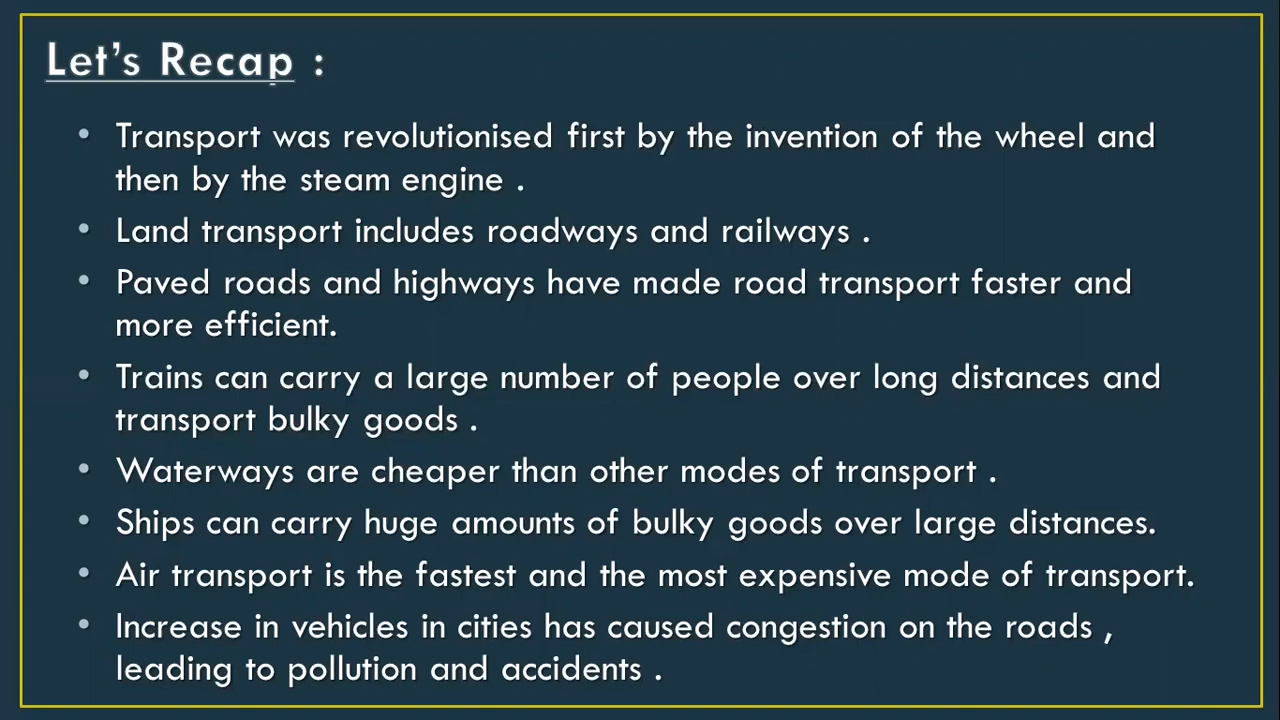 Let's Recap :
• Transport was revolutionised first by the invention of the wheel and
then by the steam engine .
• Land transport includes roadways and railways .
• Paved roads and highways have made road transport faster and
more efficient.
• Trains can carry a large number of people over long distances and
transport bulky goods .
• Waterways are cheaper than other modes of transport .
• Ships can carry huge amounts of bulky goods over large distances.
• Air transport is the fastest and the most expensive mode of transport.
• Increase in vehicles in cities has caused congestion on the roads ,
leading to pollution and accidents .